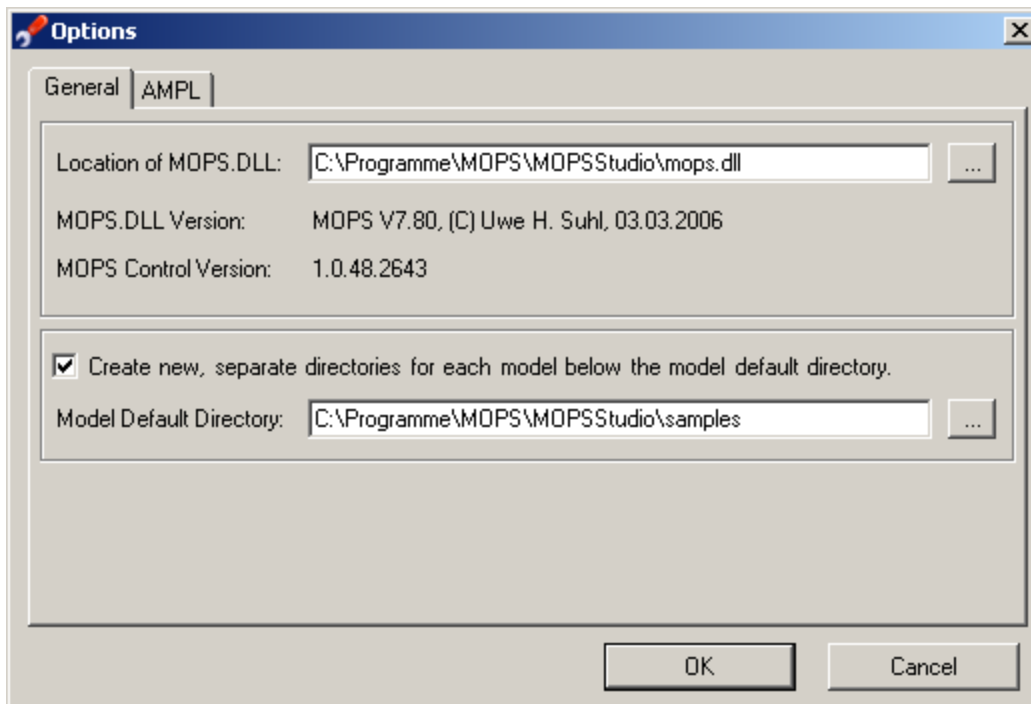 Options
General AMPL
Location of MOPS.DLL: C:\Programme\MOPS\MOPSStudio\mops.dll ...
MOPS.DLL Version: MOPS V7.80, (C) Uwe H. Suhl, 03.03.2006
MOPS Control Version: 1.0.48.2643
Create new, separate directories for each model below the model default directory.
Model Default Directory: C:\Programme\MOPS\MOPSStudio\samples ...
OK Cancel